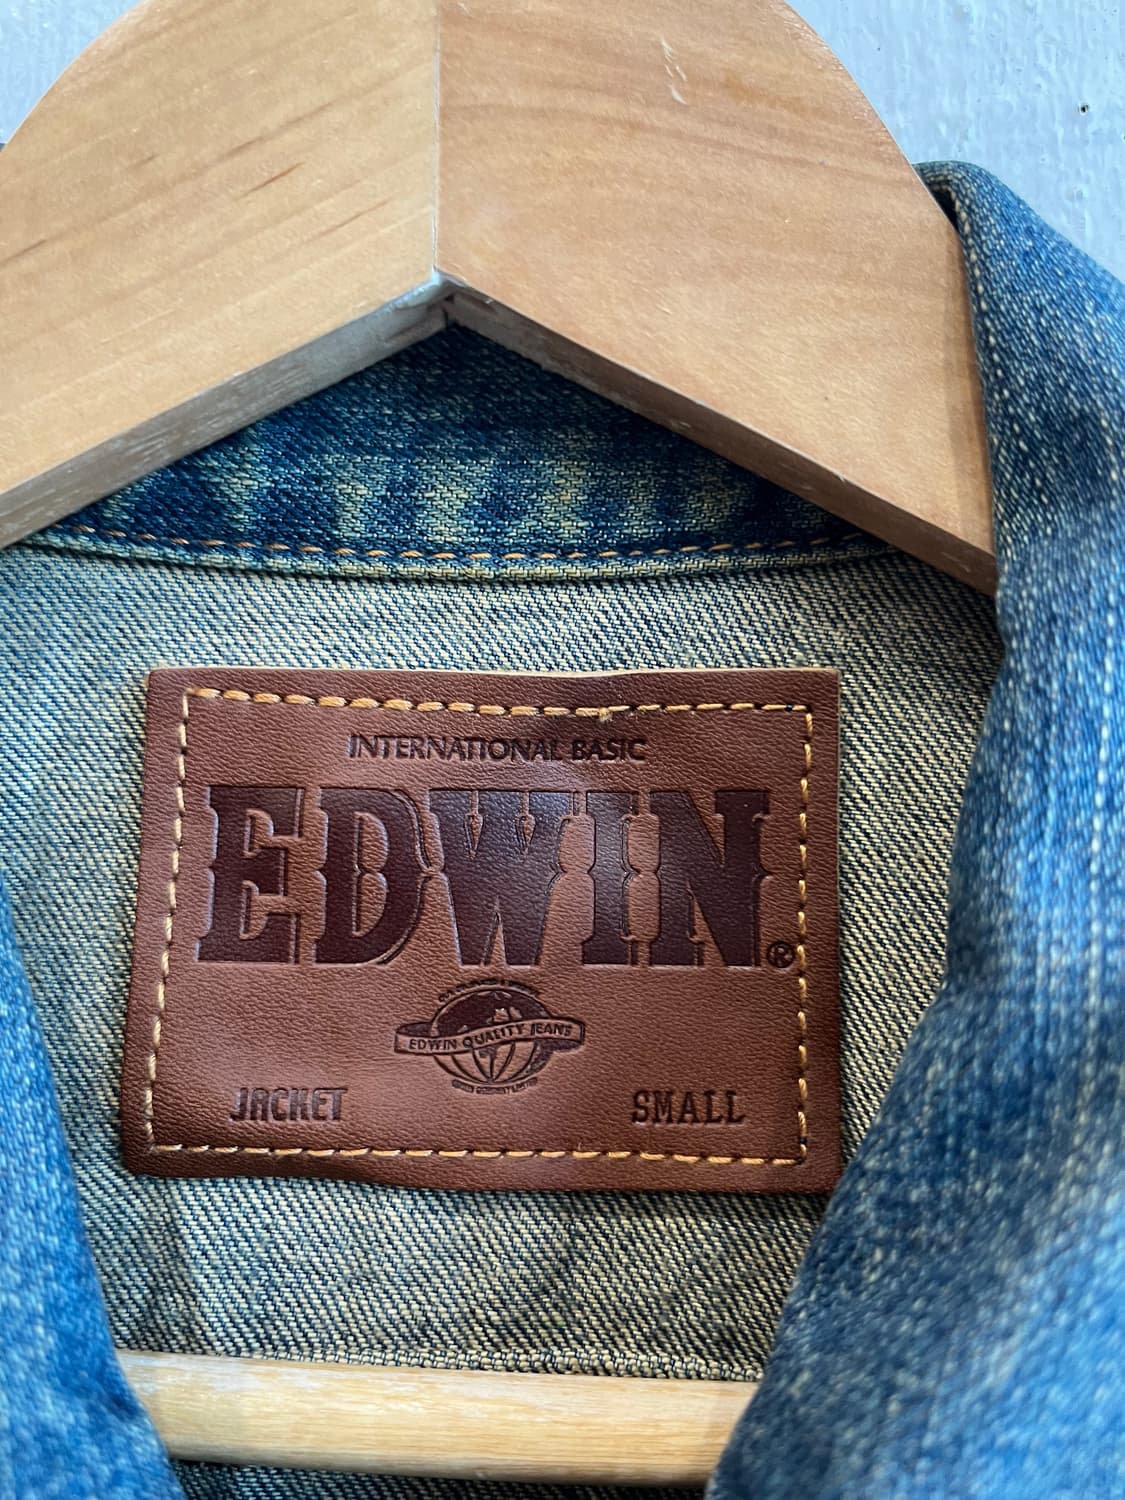 INTERNATIONAL BASIC
EDWIN®
EDWIN QUALITY JEANS
JACKET SMALL